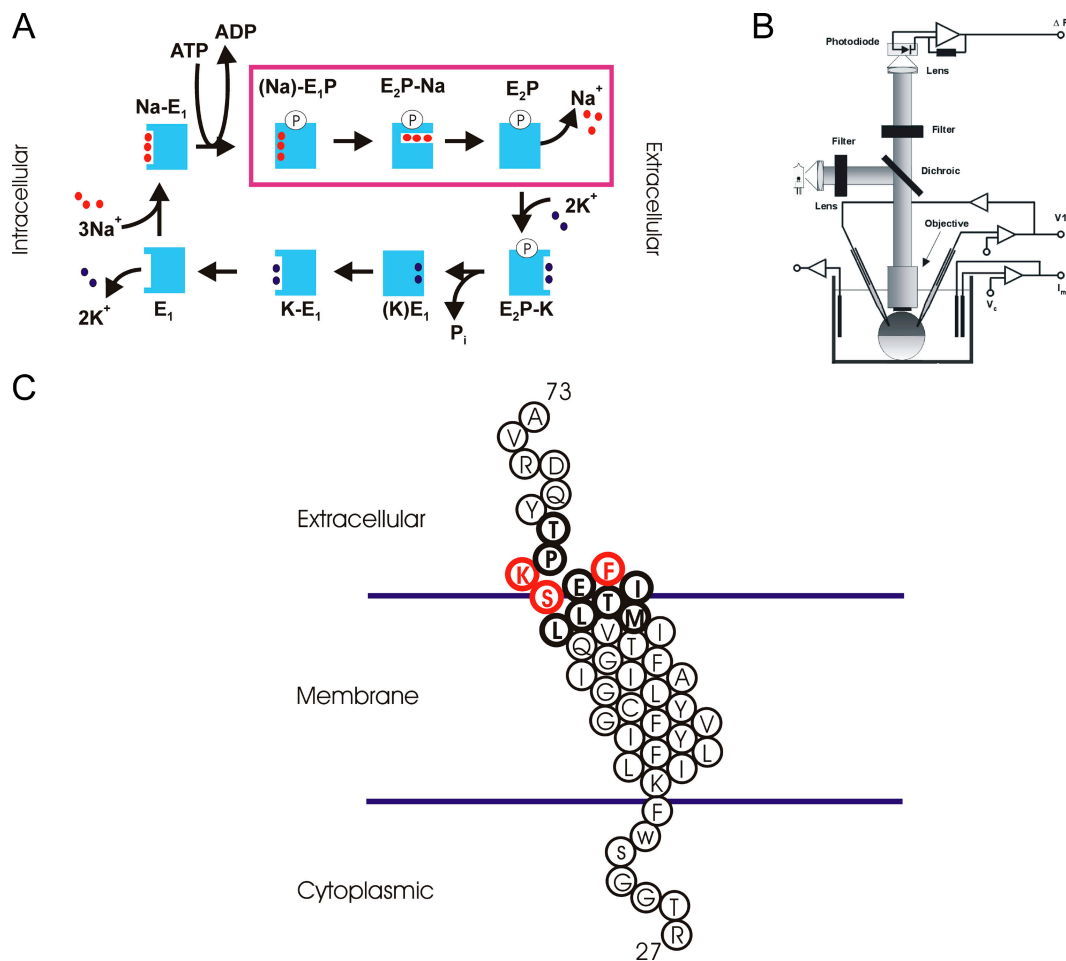 A
ADP
ATP
(Na)-E1P
E2P-Na
E2P
Na+
Na-E1
P
P
P
Intracellular
Extracellular
3Na+
2K+
P
2K+
E1
K-E1
(K)E1
E2P-K
Pi
B
Δ F
Photodiode
Lens
Filter
Filter
Dichroic
Lens
Objective
V1
Im
Vc
C
73
A
V
R
D
Q
Y
T
P
K
S
E
F
I
L
L
T
M
Q
V
T
I
I
G
I
F
A
G
C
L
Y
V
G
I
F
Y
L
L
F
I
K
F
w
s
G
G
T
R
27
Extracellular
Membrane
Cytoplasmic